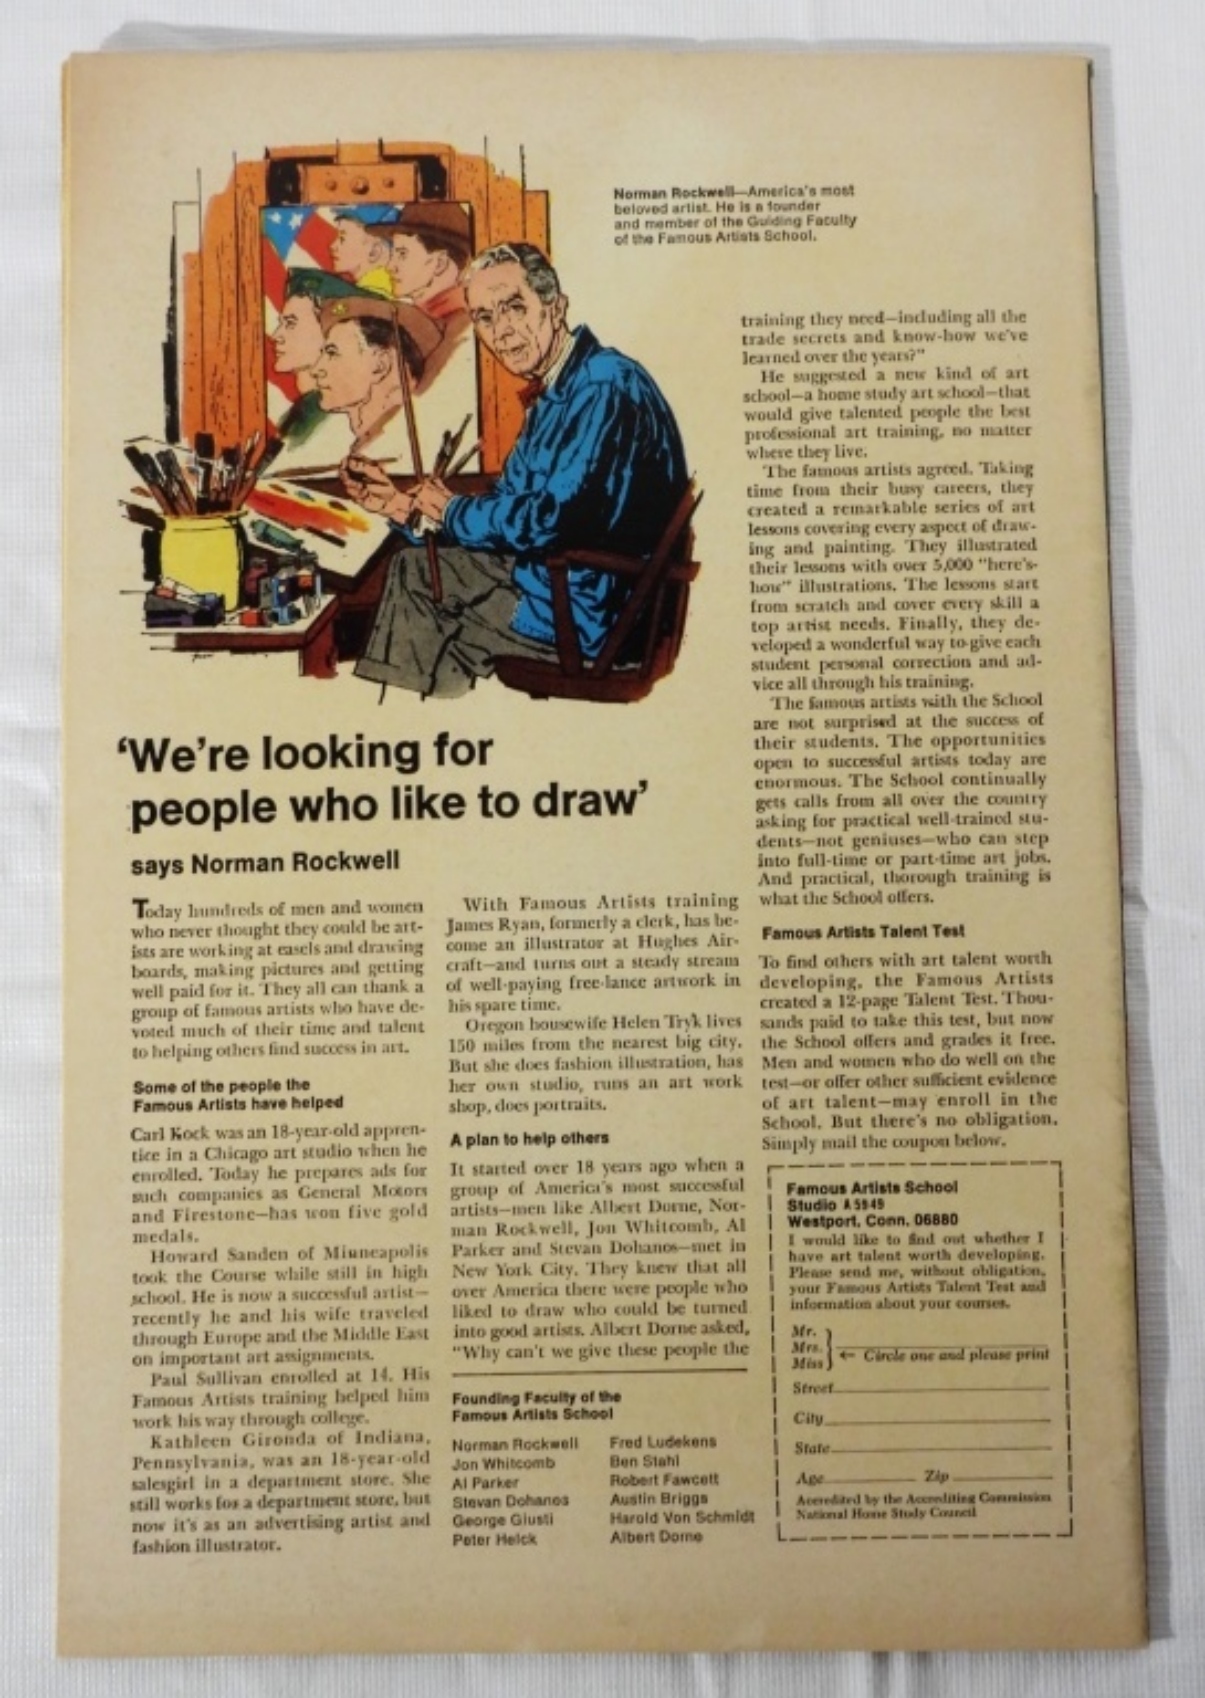 Norman Rockwell—America's most
beloved artist. He is a founder
and member of the Guiding Faculty
of the Famous Artists School.
'We're looking for
people who like to draw'
says Norman Rockwell
Today hundreds of men and women
who never thought they could be art-
ists are working at easels and drawing
boards, making pictures and getting
well paid for it. They all can thank a
group of famous artists who have de-
voted much of their time and talent
to helping others find success in art.
Some of the people the
Famous Artists have helped
Carl Kock was an 18-year-old appren-
tice in a Chicago art studio when he
enrolled. Today he prepares ads for
such companies as General Motors
and Firestone—has won five gold
medals.
Howard Sanden of Minneapolis
took the Course while still in high
school. He is now a successful artist—
recently he and his wife traveled
through Europe and the Middle East
on important art assignments.
Paul Sullivan enrolled at 14. His
Famous Artists training helped him
work his way through college.
Kathleen Gironda of Indiana,
Pennsylvania, was an 18-year-old
salesgirl in a department store. She
still works for a department store, but
now it's as an advertising artist and
fashion illustrator.
With Famous Artists training
James Ryan, formerly a clerk, has be-
come an illustrator at Hughes Air-
craft—and turns out a steady stream
of well-paying free-lance artwork in
his spare time.
Oregon housewife Helen Tryk lives
150 miles from the nearest big city.
But she does fashion illustration, has
her own studio, runs an art work
shop, does portraits.
A plan to help others
It started over 18 years ago when a
group of America's most successful
artists—men like Albert Dorne, Nor-
man Rockwell, Jon Whitcomb, Al
Parker and Stevan Dohanos—met in
New York City. They knew that all
over America there were people who
liked to draw who could be turned
into good artists. Albert Dorne asked,
"Why can't we give these people the
Founding Faculty of the
Famous Artists School
Norman Rockwell
Jon Whitcomb
Al Parker
Stevan Dohanos
George Giusti
Peter Helck
Fred Ludekens
Ben Stahl
Robert Fawcett
Austin Briggs
Harold Von Schmidt
Albert Dorne
training they need—including all the
trade secrets and know-how we've
learned over the years?"
He suggested a new kind of art
school—a home study art school—that
would give talented people the best
professional art training, no matter
where they live.
The famous artists agreed. Taking
time from their busy careers, they
created a remarkable series of art
lessons covering every aspect of draw-
ing and painting. They illustrated
their lessons with over 5,000 "here's-
how" illustrations. The lessons start
from scratch and cover every skill a
top artist needs. Finally, they de-
veloped a wonderful way to give each
student personal correction and ad-
vice all through his training.
The famous artists with the School
are not surprised at the success of
their students. The opportunities
open to successful artists today are
enormous. The School continually
gets calls from all over the country
asking for practical well-trained stu-
dents—not geniuses—who can step
into full-time or part-time art jobs.
And practical, thorough training is
what the School offers.
Famous Artists Talent Test
To find others with art talent worth
developing, the Famous Artists
created a 12-page Talent Test. Thou-
sands paid to take this test, but now
the School offers and grades it free.
Men and women who do well on the
test—or offer other sufficient evidence
of art talent—may enroll in the
School. But there's no obligation.
Simply mail the coupon below.
Famous Artists School
Studio A 5949
Westport, Conn. 06880
I would like to find out whether I
have art talent worth developing.
Please send me, without obligation,
your Famous Artists Talent Test and
information about your courses.
Mr.
Mrs.
Miss
← Circle one and please print
Street
City
State
Age Zip
Accredited by the Accrediting Commission
National Home Study Council